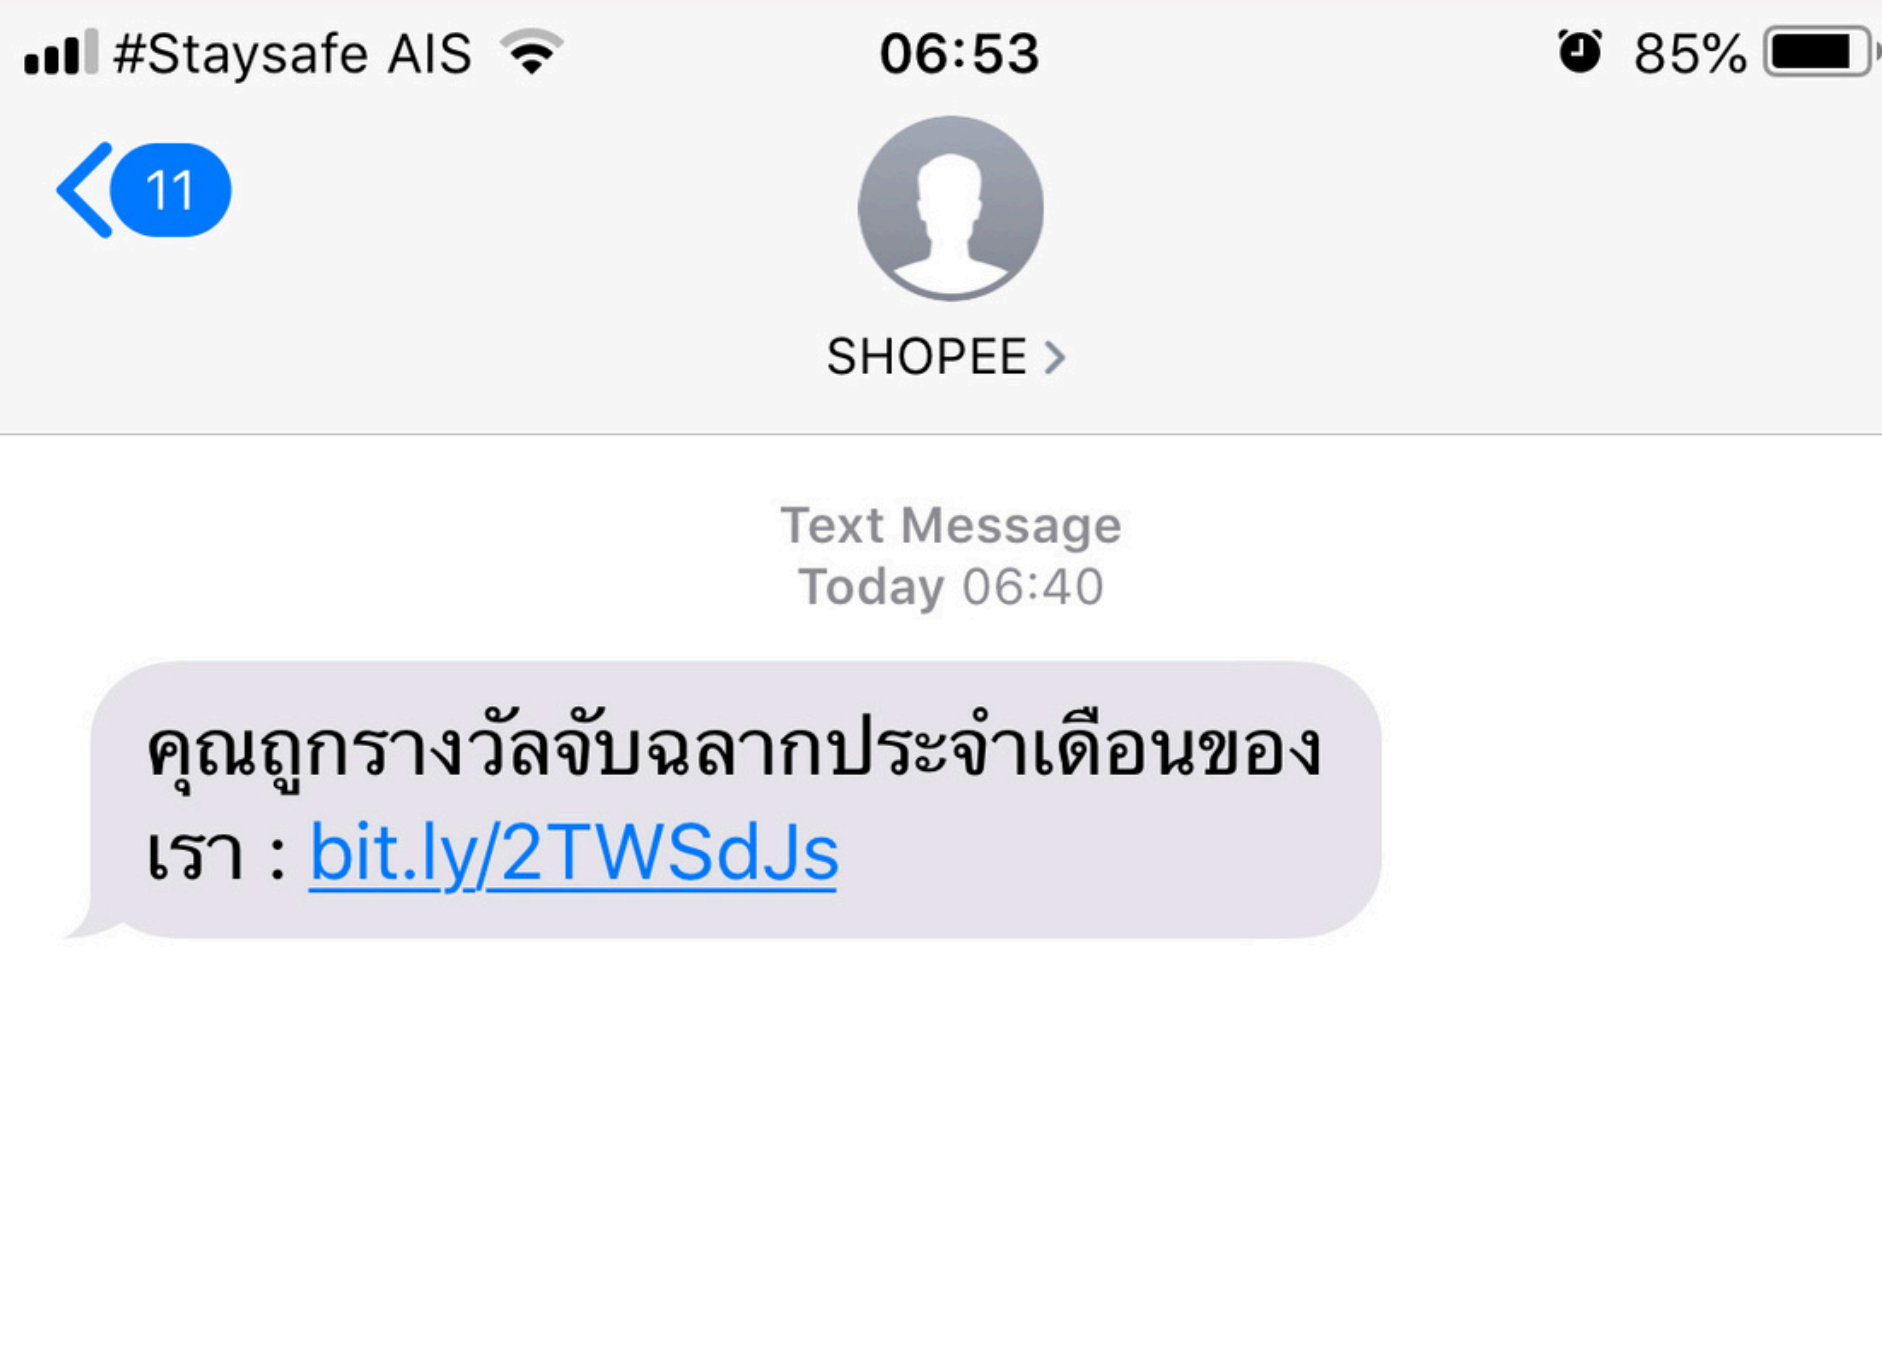 #Staysafe AIS 06:53 85%
11
SHOPEE
Text Message
Today 06:40
คุณถูกรางวัลจับฉลากประจำเดือนของ
เรา : bit.ly/2TWSdJs